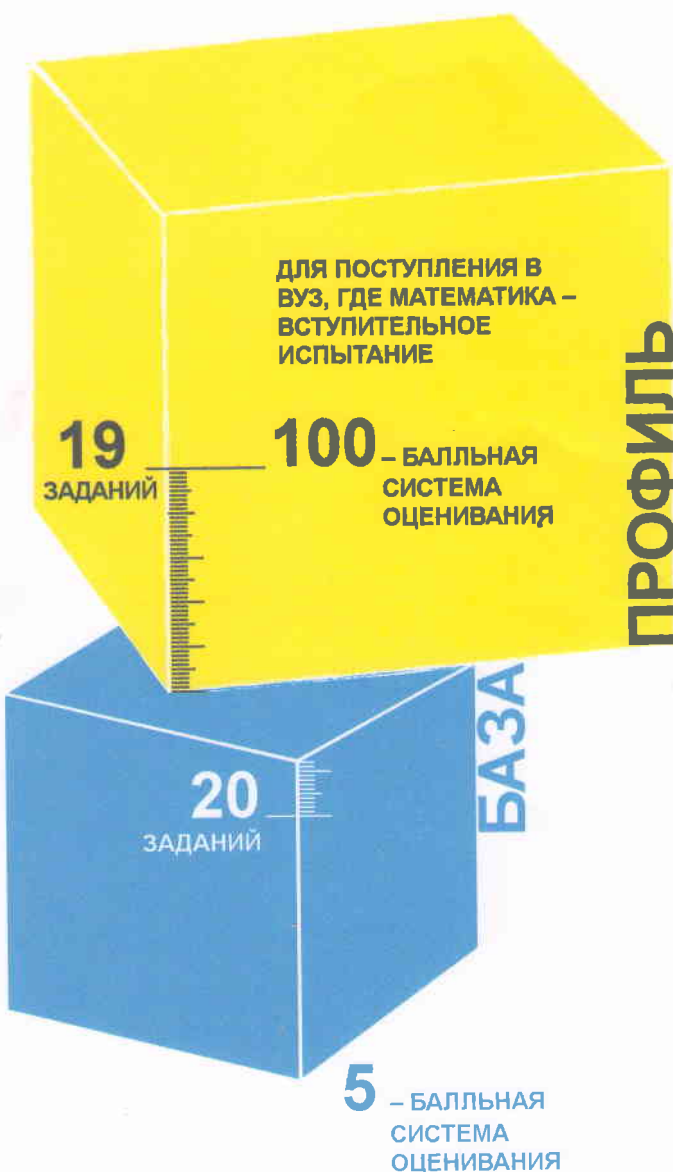 ДЛЯ ПОСТУПЛЕНИЯ В
ВУЗ, ГДЕ МАТЕМАТИКА –
ВСТУПИТЕЛЬНОЕ
ИСПЫТАНИЕ
ПРОФИЛЬ
19
ЗАДАНИЙ
100 – БАЛЛЬНАЯ
СИСТЕМА
ОЦЕНИВАНИЯ
БАЗА
20
ЗАДАНИЙ
5 – БАЛЛЬНАЯ
СИСТЕМА
ОЦЕНИВАНИЯ